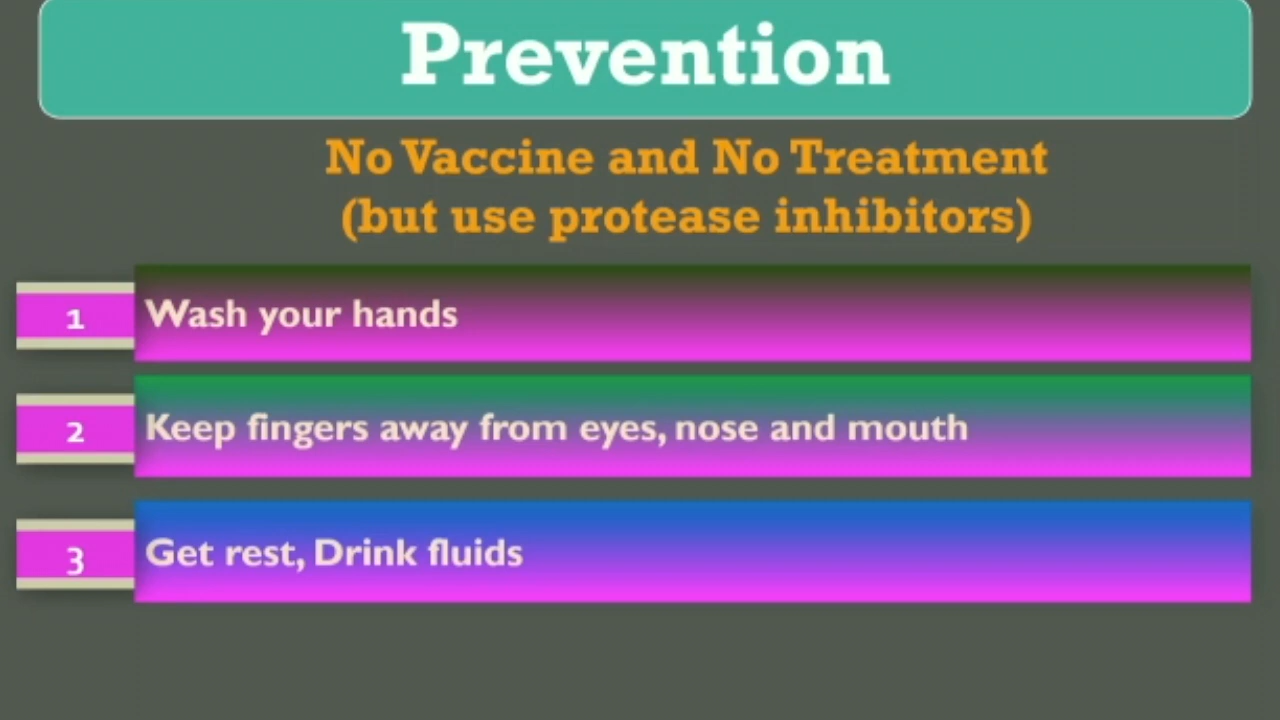 Prevention
No Vaccine and No Treatment
(but use protease inhibitors)
1 Wash your hands
2 Keep fingers away from eyes, nose and mouth
3 Get rest, Drink fluids